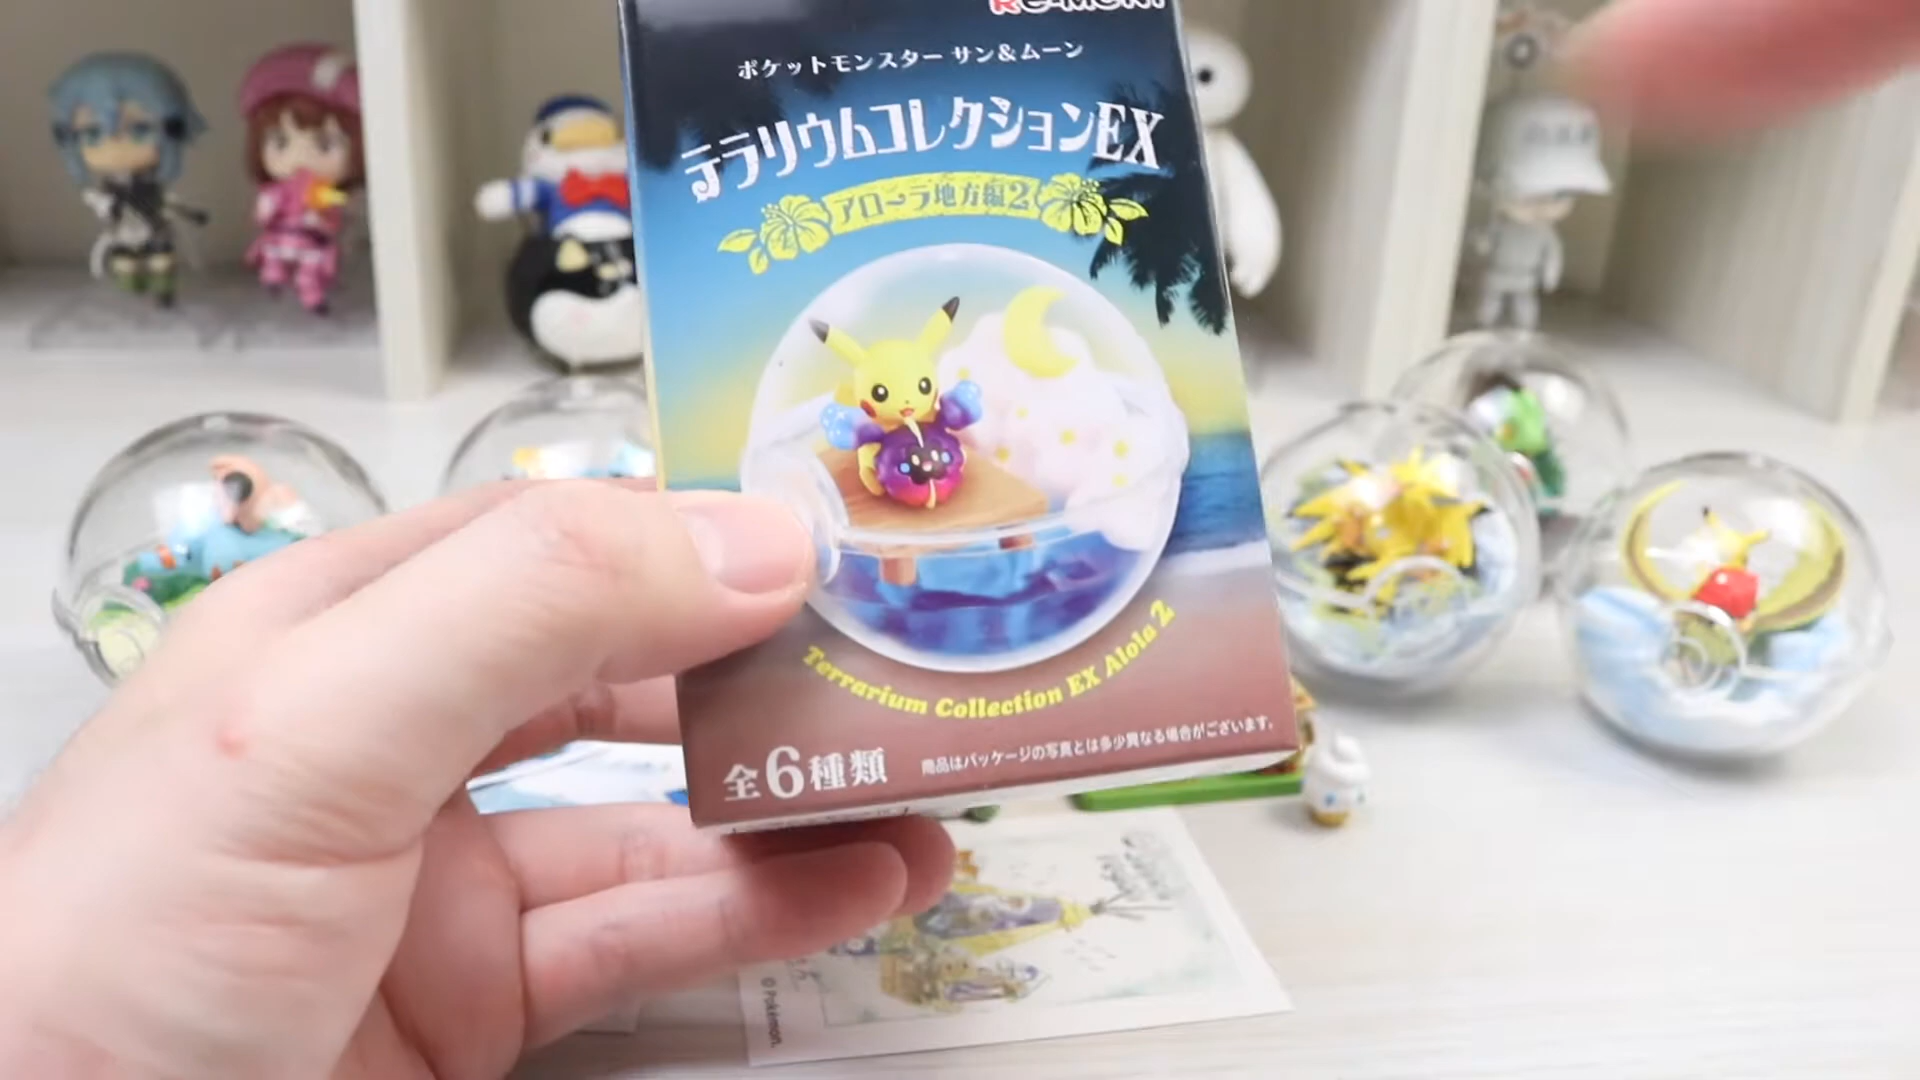 Re-MeNT
ポケットモンスター サン&ムーン
テラリウムコレクションEX
アローラ地方編2
Terrarium Collection EX Alola 2
全6種類
商品はパッケージの写真とは多少異なる場合がございます。
©Pokémon.